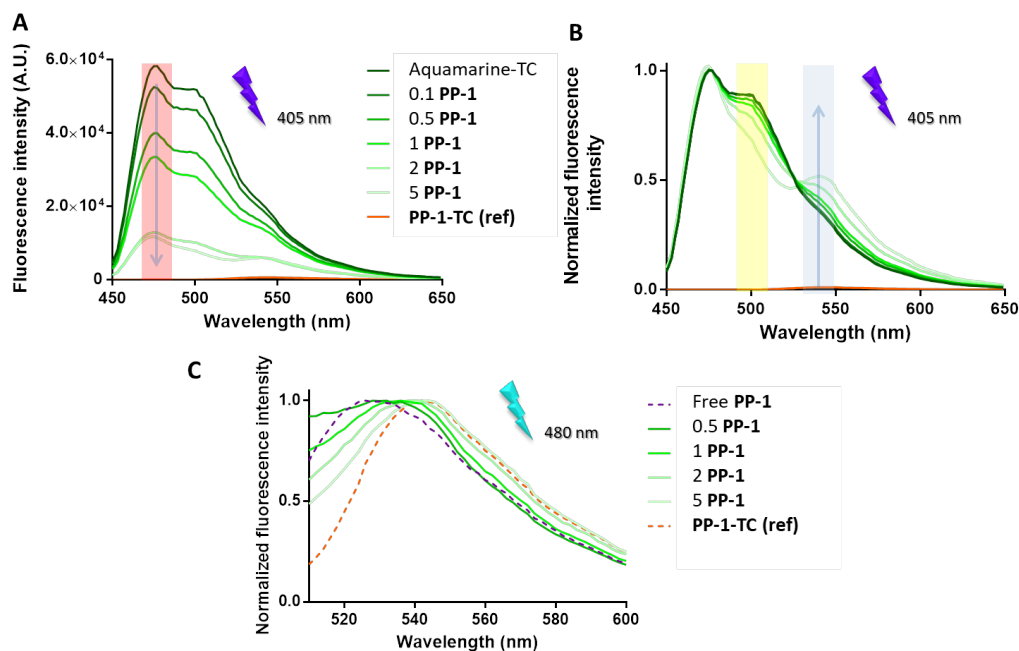 A
Fluorescence intensity (A.U.)
6.0×10⁴
4.0×10⁴
2.0×10⁴
0
450
500
550
600
650
Wavelength (nm)
405 nm
Aquamarine-TC
0.1 PP-1
0.5 PP-1
1 PP-1
2 PP-1
5 PP-1
PP-1-TC (ref)
B
Normalized fluorescence
intensity
1.0
0.5
0.0
450
500
550
600
650
Wavelength (nm)
405 nm
C
Normalized fluorescence intensity
1.0
0.5
0.0
520
540
560
580
600
Wavelength (nm)
480 nm
Free PP-1
0.5 PP-1
1 PP-1
2 PP-1
5 PP-1
PP-1-TC (ref)